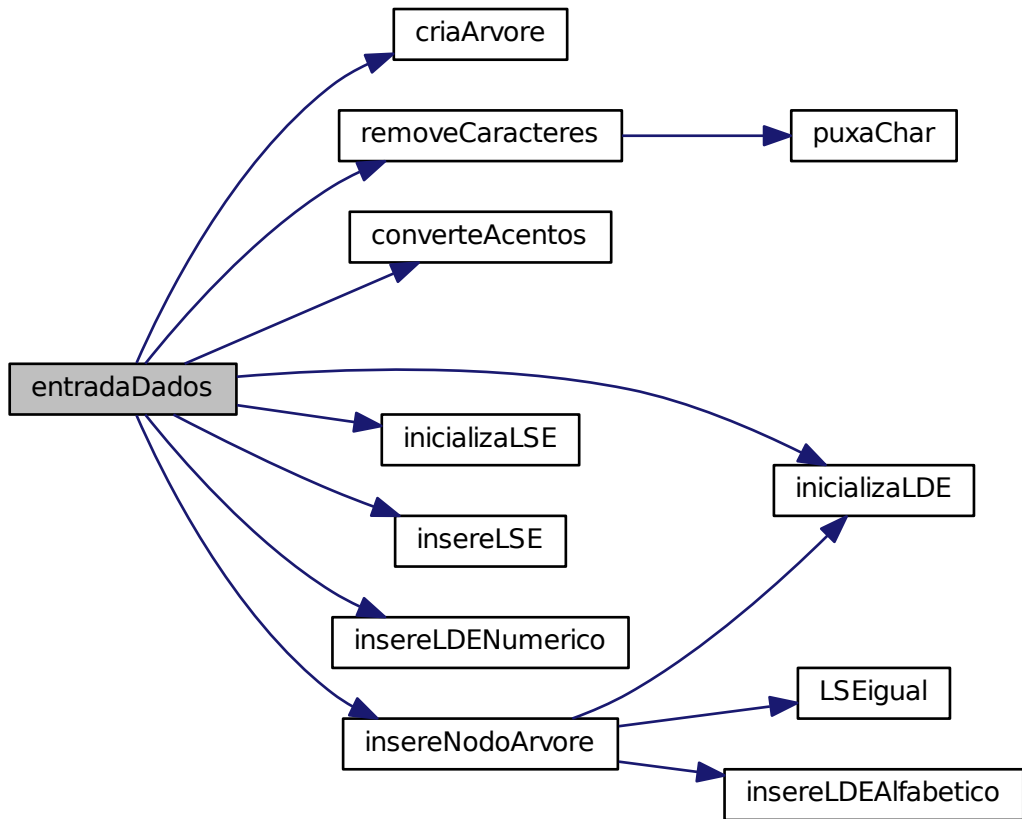 criaArvore
removeCaracteres
puxaChar
converteAcentos
entradaDados
inicializaLSE
inicializaLDE
insereLSE
insereLDENumerico
LSEigual
insereNodoArvore
insereLDEAlfabetico